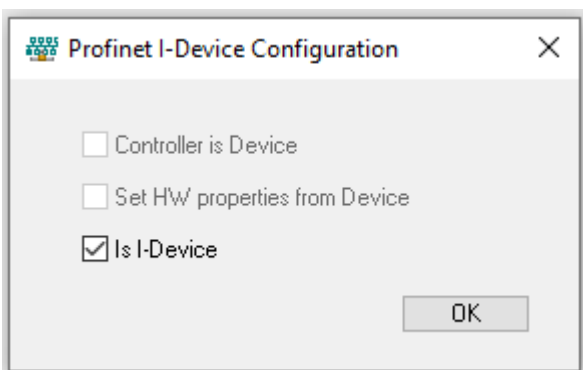 Profinet I-Device Configuration
Controller is Device
Set HW properties from Device
Is I-Device
OK